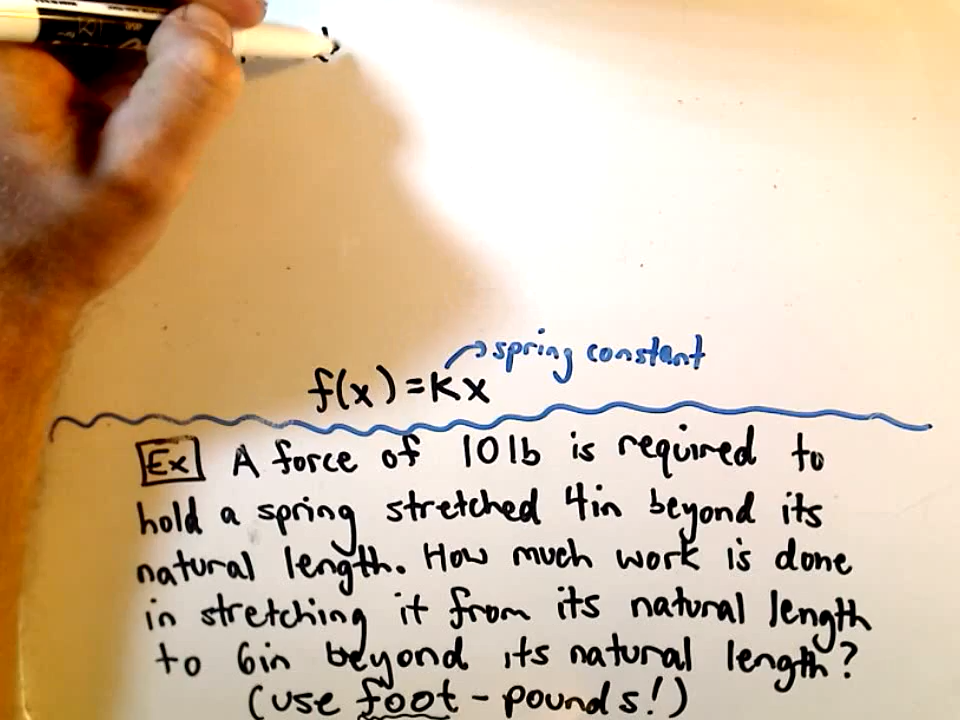 spring constant
f(x)=kx
Ex A force of 10lb is required to
hold a spring stretched 4in beyond its
natural length. How much work is done
in stretching it from its natural length
to 6in beyond its natural length?
(use foot-pounds!)